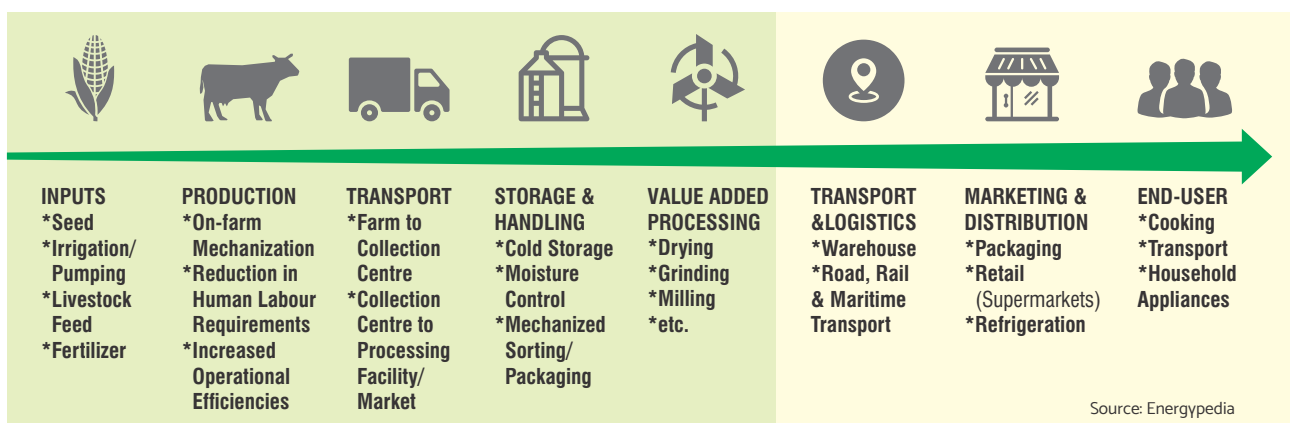 INPUTS
*Seed
*Irrigation/
Pumping
*Livestock
Feed
*Fertilizer
PRODUCTION
*On-farm
Mechanization
*Reduction in
Human Labour
Requirements
*Increased
Operational
Efficiencies
TRANSPORT
*Farm to
Collection
Centre
*Collection
Centre to
Processing
Facility/
Market
STORAGE &
HANDLING
*Cold Storage
*Moisture
Control
*Mechanized
Sorting/
Packaging
VALUE ADDED
PROCESSING
*Drying
*Grinding
*Milling
*etc.
TRANSPORT
&LOGISTICS
*Warehouse
*Road, Rail
& Maritime
Transport
MARKETING &
DISTRIBUTION
*Packaging
*Retail
(Supermarkets)
*Refrigeration
END-USER
*Cooking
*Transport
*Household
Appliances
Source: Energypedia